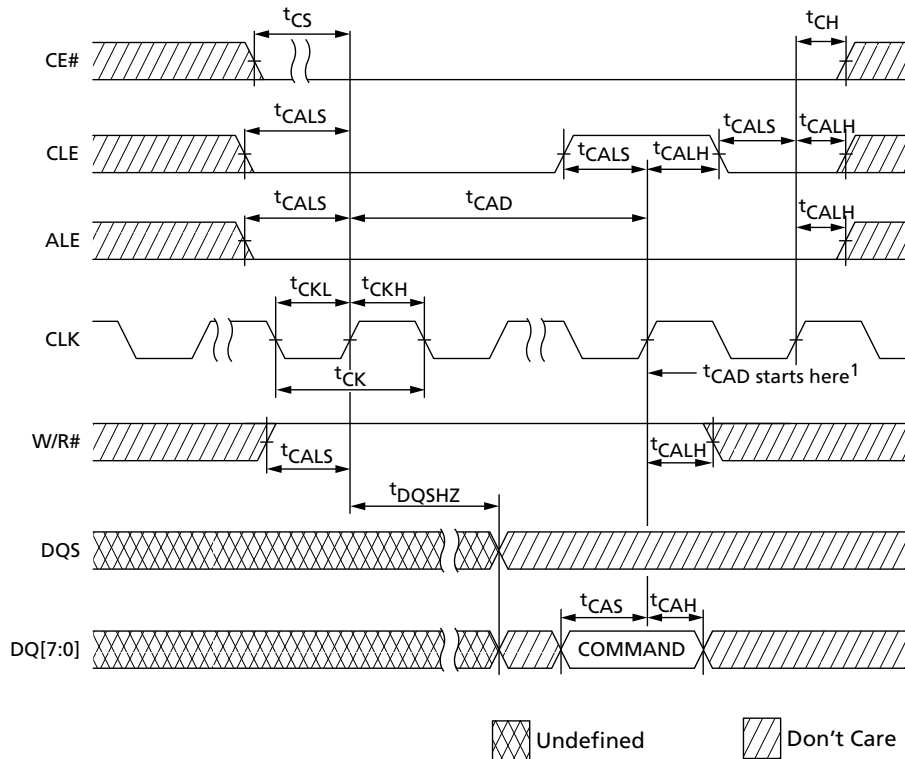 tCS
tCH
CE#
tCALS
tCALS
tCALH
CLE
tCALS
tCALH
tCALS
tCAD
tCALH
ALE
tCKL
tCKH
CLK
tCK
tCAD starts here1
W/R#
tCALS
tCALH
tDQSHZ
DQS
tCAS
tCAH
DQ[7:0]
COMMAND
Undefined
Don't Care